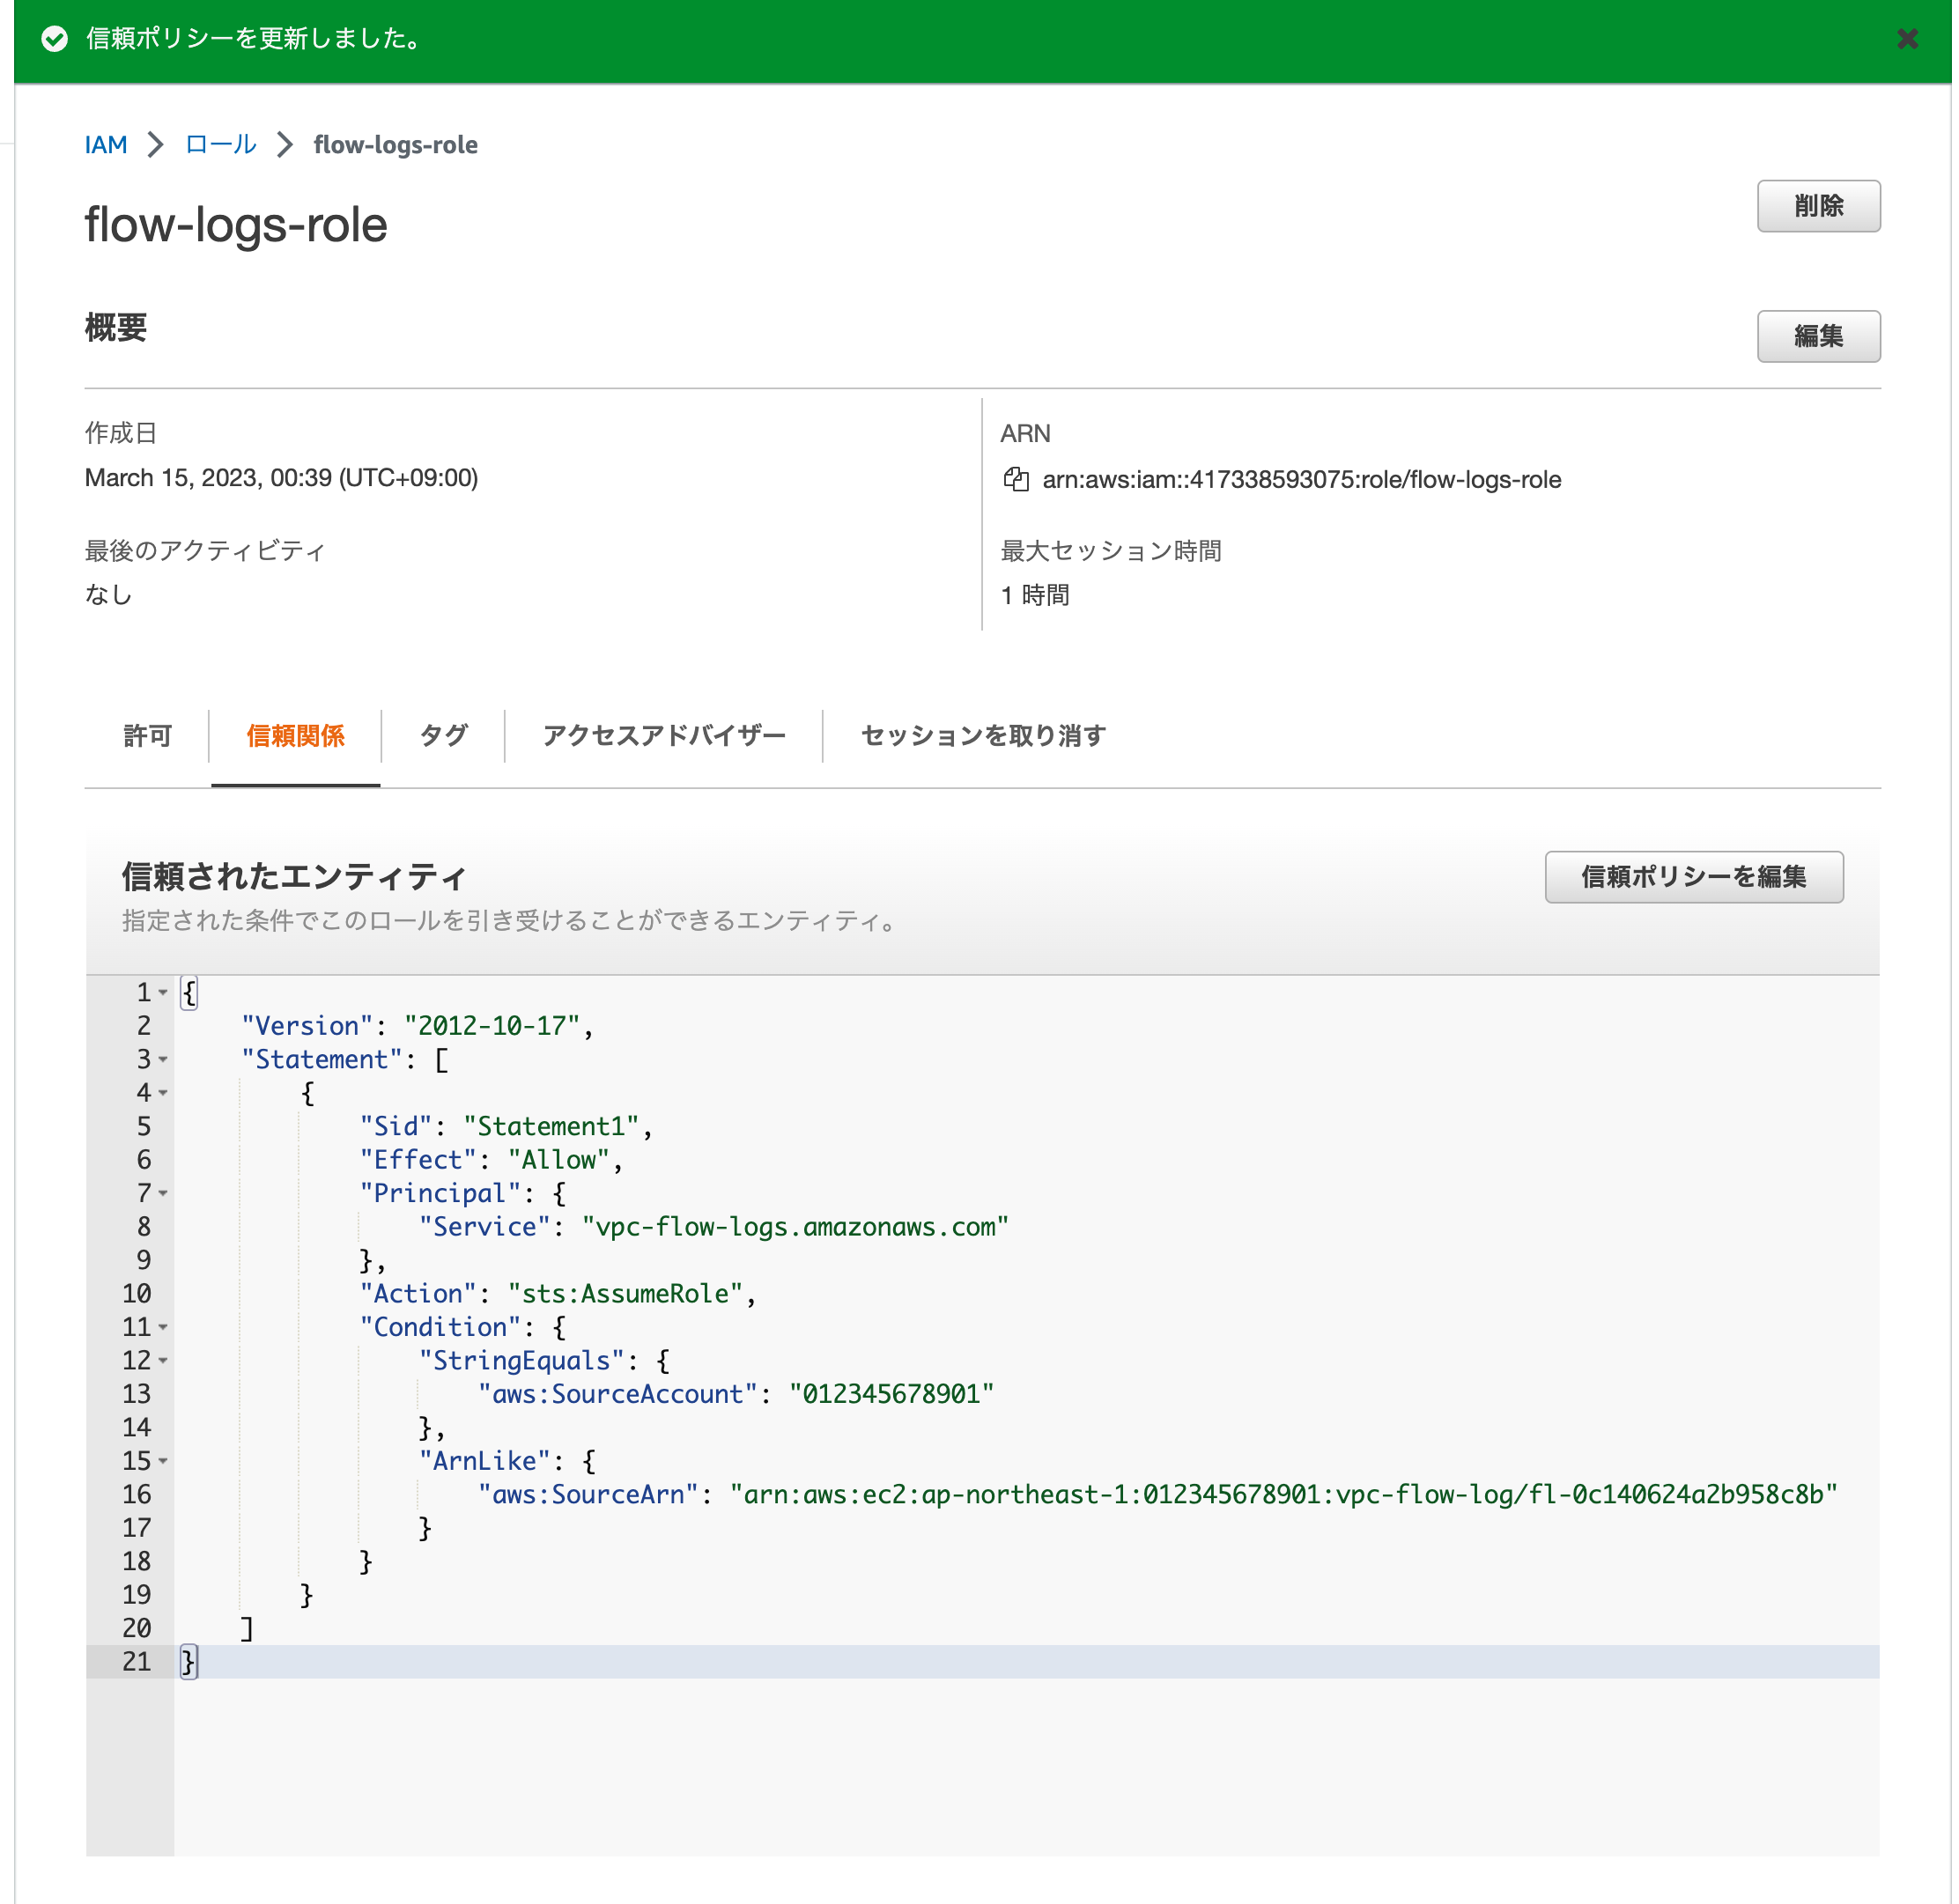 信頼ポリシーを更新しました。
IAM
ロール
flow-logs-role
flow-logs-role
削除
概要
編集
作成日
March 15, 2023, 00:39 (UTC+09:00)
ARN
arn:aws:iam::417338593075:role/flow-logs-role
最後のアクティビティ
なし
最大セッション時間
1 時間
許可
信頼関係
タグ
アクセスアドバイザー
セッションを取り消す
信頼されたエンティティ
信頼ポリシーを編集
指定された条件でこのロールを引き受けることができるエンティティ。
1 {
2     "Version": "2012-10-17",
3     "Statement": [
4         {
5             "Sid": "Statement1",
6             "Effect": "Allow",
7             "Principal": {
8                 "Service": "vpc-flow-logs.amazonaws.com"
9             },
10             "Action": "sts:AssumeRole",
11             "Condition": {
12                 "StringEquals": {
13                     "aws:SourceAccount": "012345678901"
14                 },
15                 "ArnLike": {
16                     "aws:SourceArn": "arn:aws:ec2:ap-northeast-1:012345678901:vpc-flow-log/fl-0c140624a2b958c8b"
17                 }
18             }
19         }
20     ]
21 }